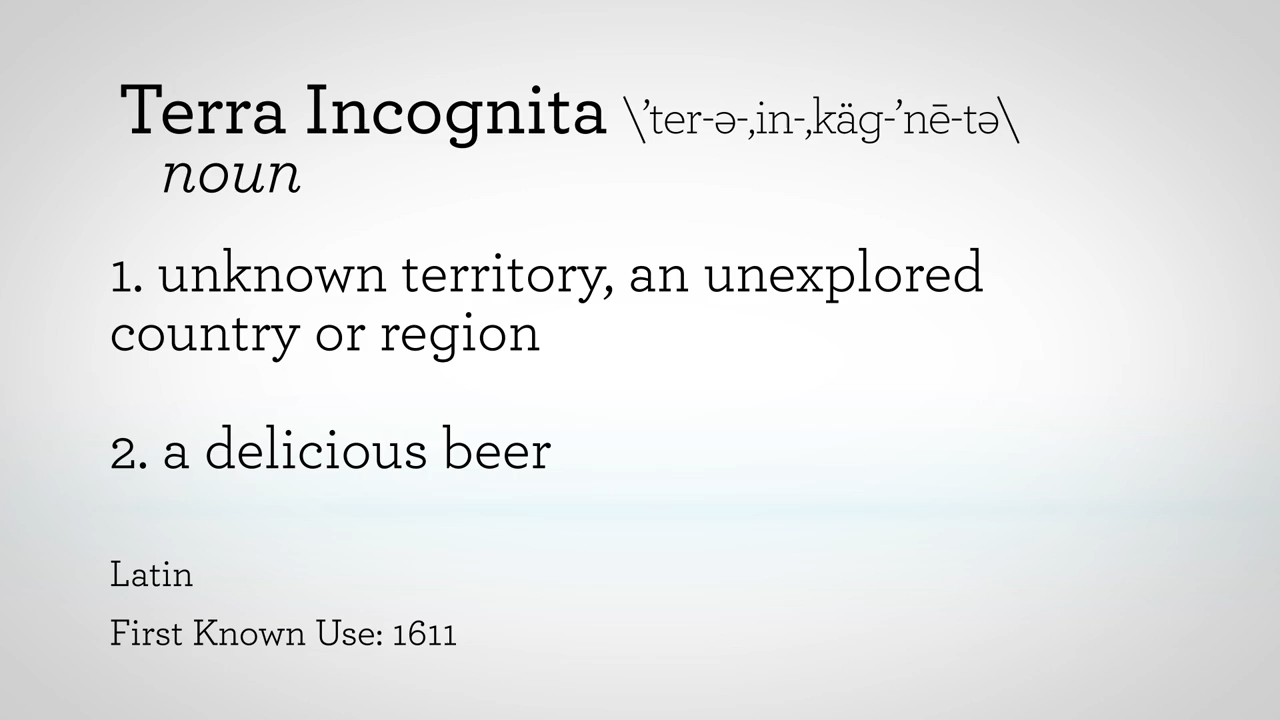 Terra Incognita \’ter-ə-,in-,käg-’nē-tə\
noun
1. unknown territory, an unexplored
country or region
2. a delicious beer
Latin
First Known Use: 1611